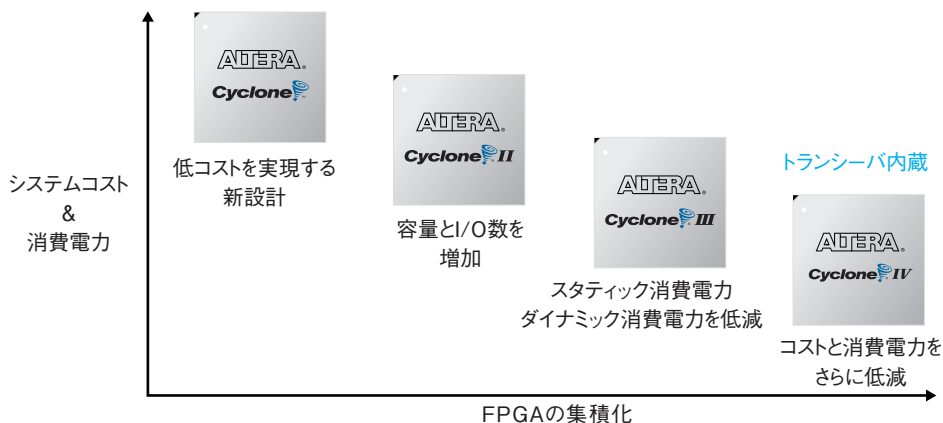 システムコスト
&
消費電力
ALTERA®
Cyclone™
低コストを実現する
新設計
ALTERA®
Cyclone II
容量とI/O数を
増加
ALTERA®
Cyclone III
スタティック消費電力
ダイナミック消費電力を低減
トランシーバ内蔵
ALTERA®
Cyclone IV
コストと消費電力を
さらに低減
FPGAの集積化